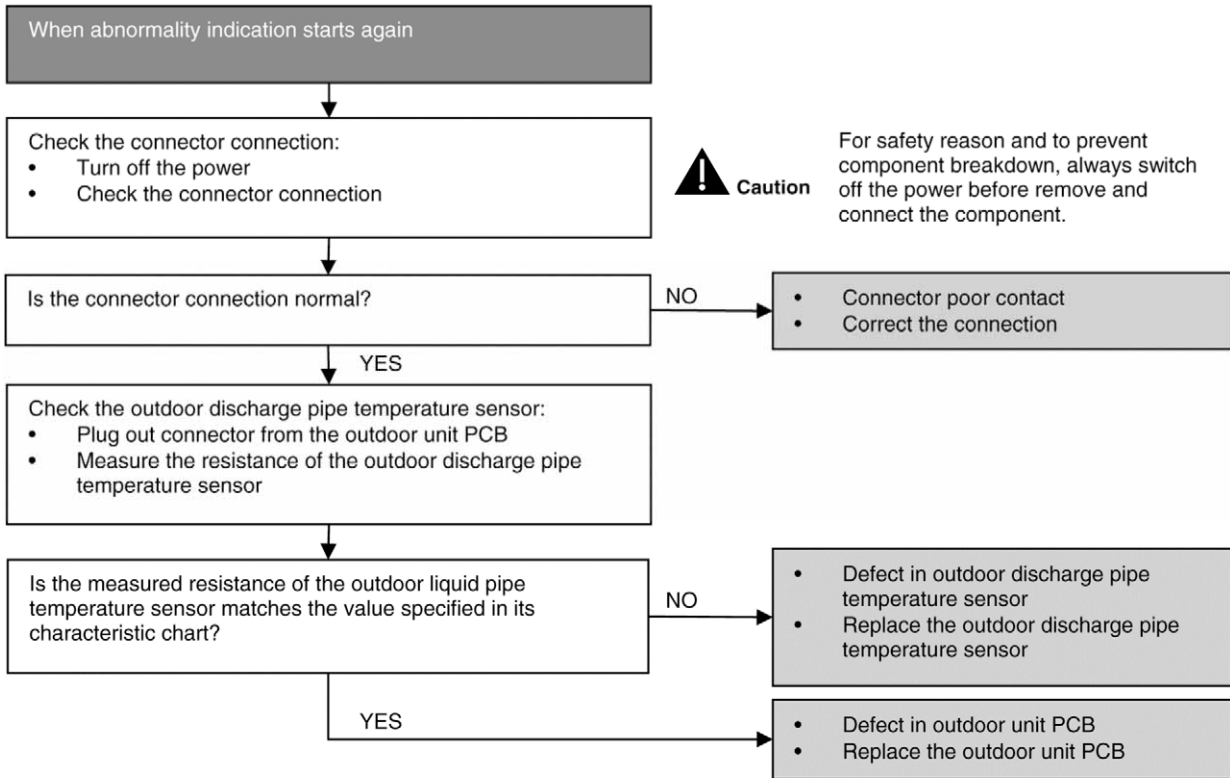 When abnormality indication starts again
Check the connector connection:
• Turn off the power
• Check the connector connection
Caution
For safety reason and to prevent
component breakdown, always switch
off the power before remove and
connect the component.
Is the connector connection normal?
NO
• Connector poor contact
• Correct the connection
YES
Check the outdoor discharge pipe temperature sensor:
• Plug out connector from the outdoor unit PCB
• Measure the resistance of the outdoor discharge pipe
temperature sensor
Is the measured resistance of the outdoor liquid pipe
temperature sensor matches the value specified in its
characteristic chart?
NO
• Defect in outdoor discharge pipe
temperature sensor
• Replace the outdoor discharge pipe
temperature sensor
YES
• Defect in outdoor unit PCB
• Replace the outdoor unit PCB